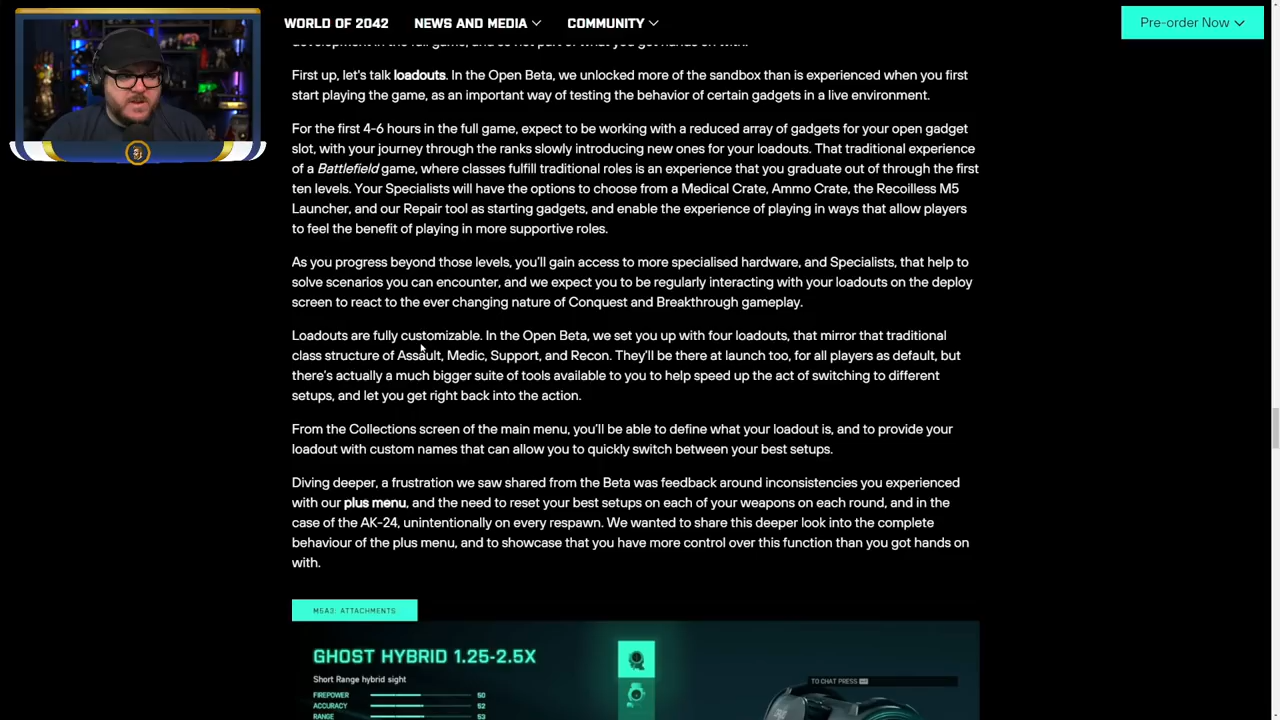 WORLD OF 2042 NEWS AND MEDIA COMMUNITY Pre-order Now
development in the full game, and so not part of what you got hands on with.
First up, let's talk loadouts. In the Open Beta, we unlocked more of the sandbox than is experienced when you first
start playing the game, as an important way of testing the behavior of certain gadgets in a live environment.
For the first 4-6 hours in the full game, expect to be working with a reduced array of gadgets for your open gadget
slot, with your journey through the ranks slowly introducing new ones for your loadouts. That traditional experience
of a Battlefield game, where classes fulfill traditional roles is an experience that you graduate out of through the first
ten levels. Your Specialists will have the options to choose from a Medical Crate, Ammo Crate, the Recoilless M5
Launcher, and our Repair tool as starting gadgets, and enable the experience of playing in ways that allow players
to feel the benefit of playing in more supportive roles.
As you progress beyond those levels, you'll gain access to more specialised hardware, and Specialists, that help to
solve scenarios you can encounter, and we expect you to be regularly interacting with your loadouts on the deploy
screen to react to the ever changing nature of Conquest and Breakthrough gameplay.
Loadouts are fully customizable. In the Open Beta, we set you up with four loadouts, that mirror that traditional
class structure of Assault, Medic, Support, and Recon. They'll be there at launch too, for all players as default, but
there's actually a much bigger suite of tools available to you to help speed up the act of switching to different
setups, and let you get right back into the action.
From the Collections screen of the main menu, you'll be able to define what your loadout is, and to provide your
loadout with custom names that can allow you to quickly switch between your best setups.
Diving deeper, a frustration we saw shared from the Beta was feedback around inconsistencies you experienced
with our plus menu, and the need to reset your best setups on each of your weapons on each round, and in the
case of the AK-24, unintentionally on every respawn. We wanted to share this deeper look into the complete
behaviour of the plus menu, and to showcase that you have more control over this function than you got hands on
with.
M5A3: ATTACHMENTS
GHOST HYBRID 1.25-2.5X
Short Range hybrid sight
TO CHAT PRESS
FIREPOWER 50
ACCURACY 52
RANGE 53